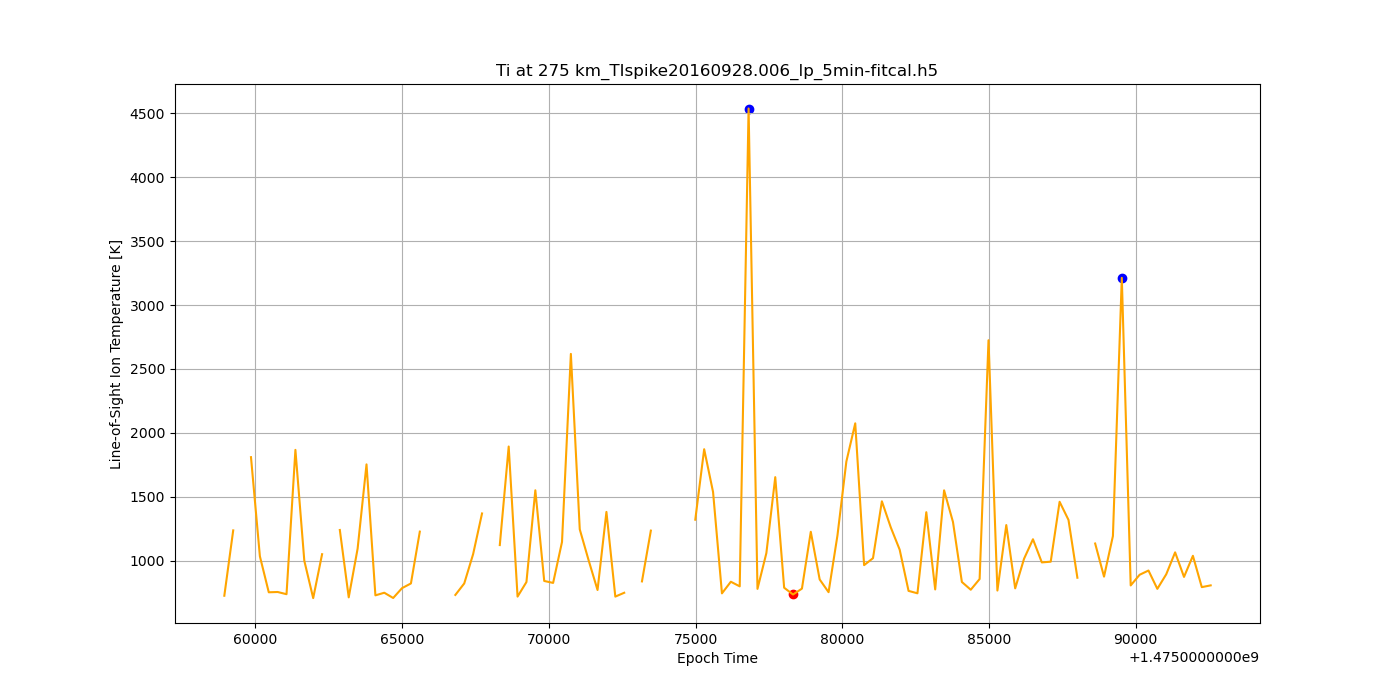 Ti at 275 km_TIspike20160928.006_lp_5min-fitcal.h5
Line-of-Sight Ion Temperature [K]
4500
4000
3500
3000
2500
2000
1500
1000
60000 65000 70000 75000 80000 85000 90000
Epoch Time
+1.4750000000e9